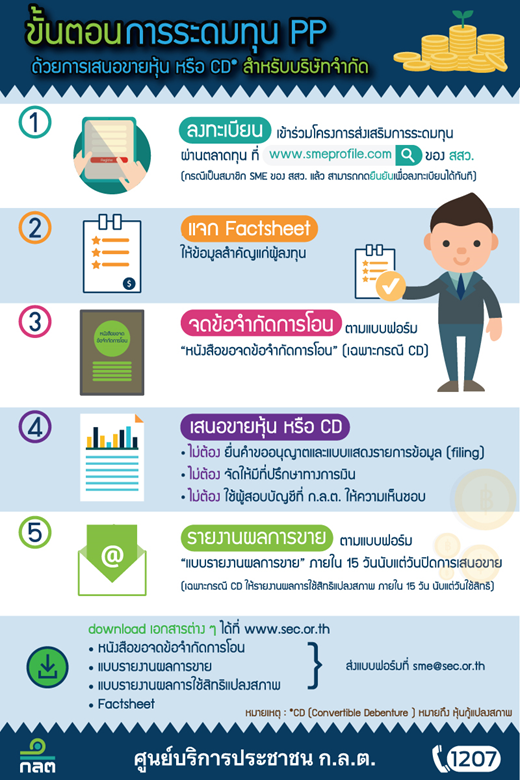 ขั้นตอนการระดมทุน PP
ด้วยการเสนอขายหุ้น หรือ CD* สำหรับบริษัทจำกัด
1
ลงทะเบียน เข้าร่วมโครงการส่งเสริมการระดมทุน
ผ่านตลาดทุน ที่ www.smeprofile.com ของ สสว.
(กรณีเป็นสมาชิก SME ของ สสว. แล้ว สามารถกดยืนยันเพื่อลงทะเบียนได้ทันที)
2
แจก Factsheet
ให้ข้อมูลสำคัญแก่ผู้ลงทุน
$
3
หนังสือขอจด
ข้อจำกัดการโอน
จดข้อจำกัดการโอน ตามแบบฟอร์ม
“หนังสือขอจดข้อจำกัดการโอน” (เฉพาะกรณี CD)
4
เสนอขายหุ้น หรือ CD
• ไม่ต้อง ยื่นคำขออนุญาตและแบบแสดงรายการข้อมูล (filing)
• ไม่ต้อง จัดให้มีที่ปรึกษาทางการเงิน
• ไม่ต้อง ใช้ผู้สอบบัญชีที่ ก.ล.ต. ให้ความเห็นชอบ
5
@
รายงานผลการขาย ตามแบบฟอร์ม
“แบบรายงานผลการขาย” ภายใน 15 วันนับแต่วันปิดการเสนอขาย
(เฉพาะกรณี CD ให้รายงานผลการใช้สิทธิแปลงสภาพ ภายใน 15 วัน นับแต่วันใช้สิทธิ)
download เอกสารต่าง ๆ ได้ที่ www.sec.or.th
• หนังสือขอจดข้อจำกัดการโอน
• แบบรายงานผลการขาย
• แบบรายงานผลการใช้สิทธิแปลงสภาพ
• Factsheet
ส่งแบบฟอร์มที่ sme@sec.or.th
หมายเหตุ : *CD (Convertible Debenture ) หมายถึง หุ้นกู้แปลงสภาพ
กลต
ศูนย์บริการประชาชน ก.ล.ต.
1207